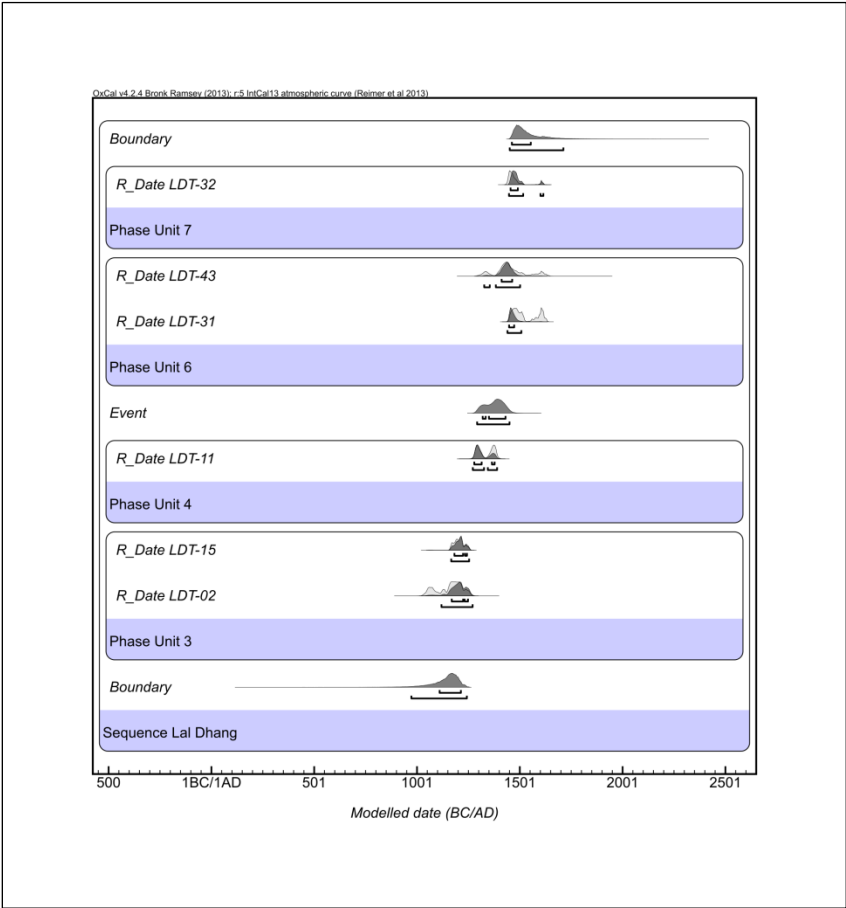 OxCal v4.2.4 Bronk Ramsey (2013); r:5 IntCal13 atmospheric curve (Reimer et al 2013)
Boundary
R_Date LDT-32
Phase Unit 7
R_Date LDT-43
R_Date LDT-31
Phase Unit 6
Event
R_Date LDT-11
Phase Unit 4
R_Date LDT-15
R_Date LDT-02
Phase Unit 3
Boundary
Sequence Lal Dhang
500 1BC/1AD 501 1001 1501 2001 2501
Modelled date (BC/AD)